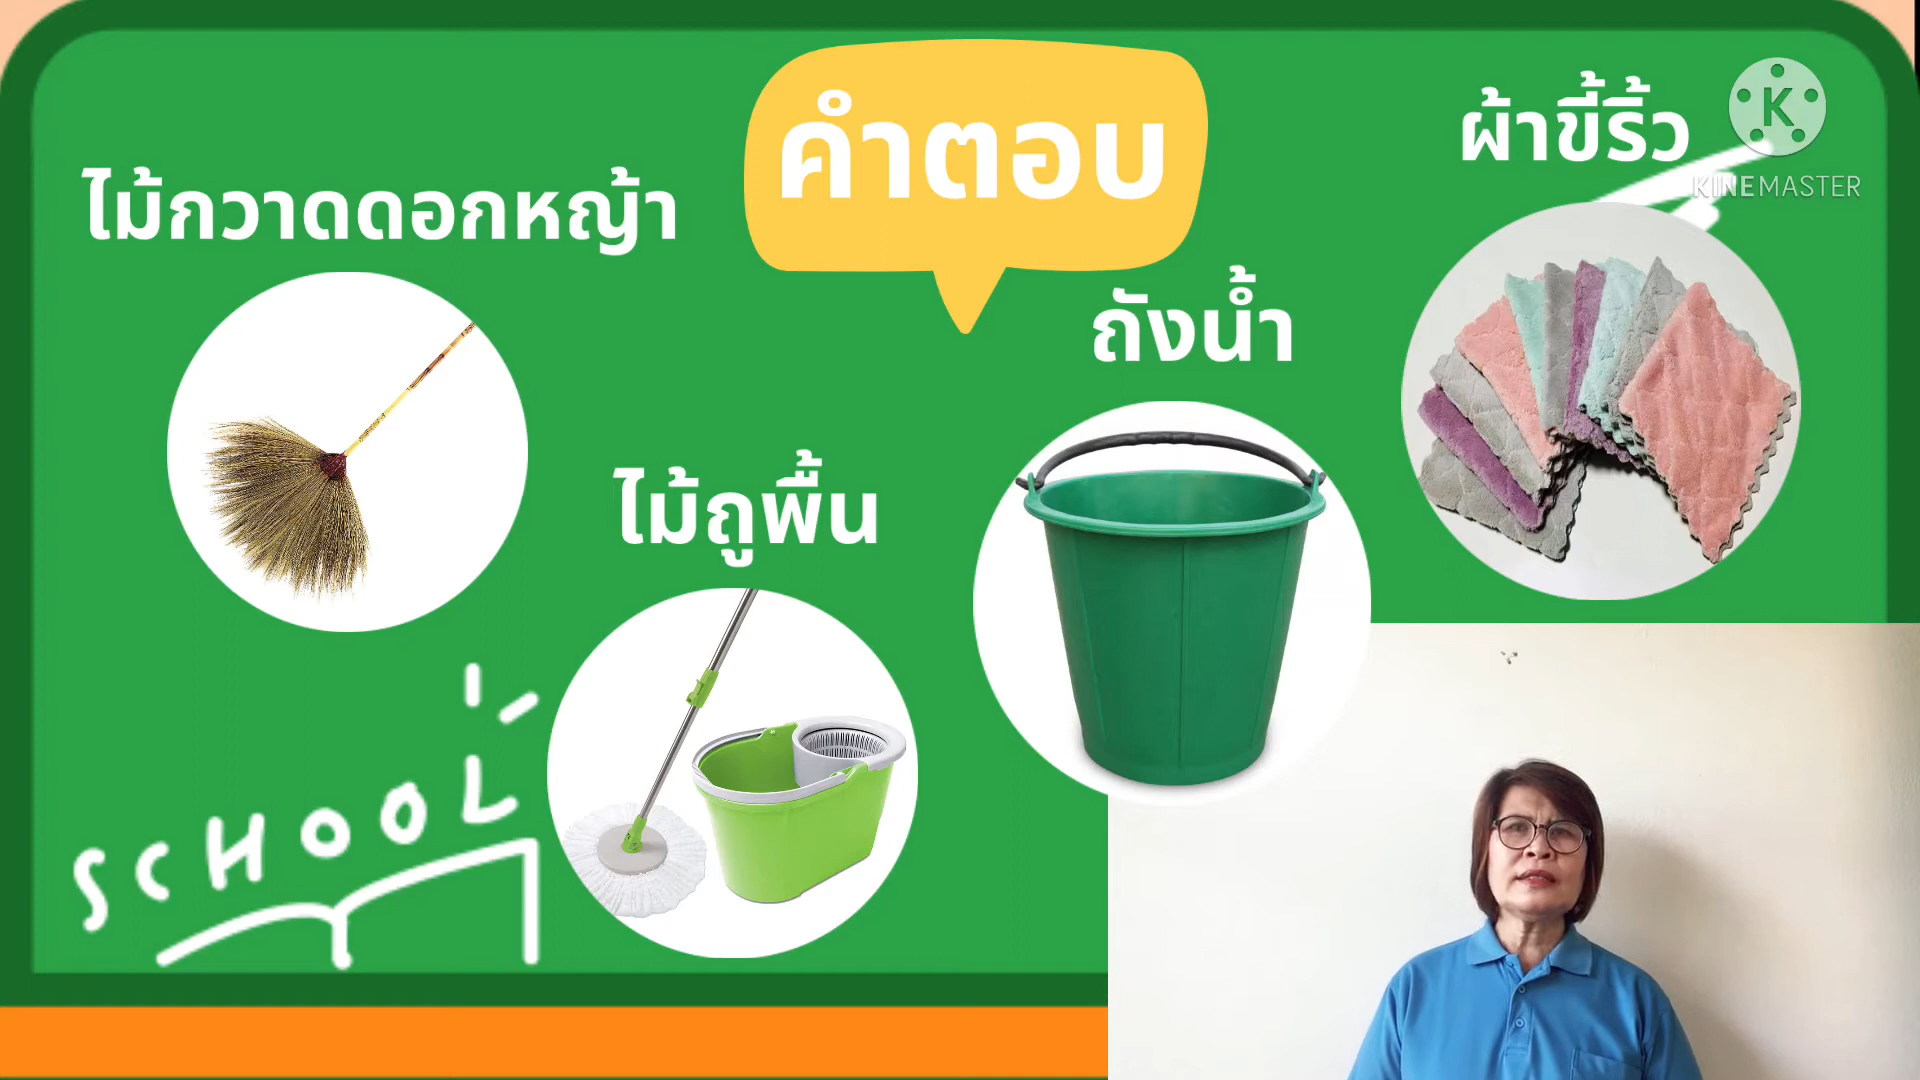 คำตอบ
ผ้าขี้ริ้ว
KINEMASTER
ไม้กวาดดอกหญ้า
ถังน้ำ
ไม้ถูพื้น
SCHOOL